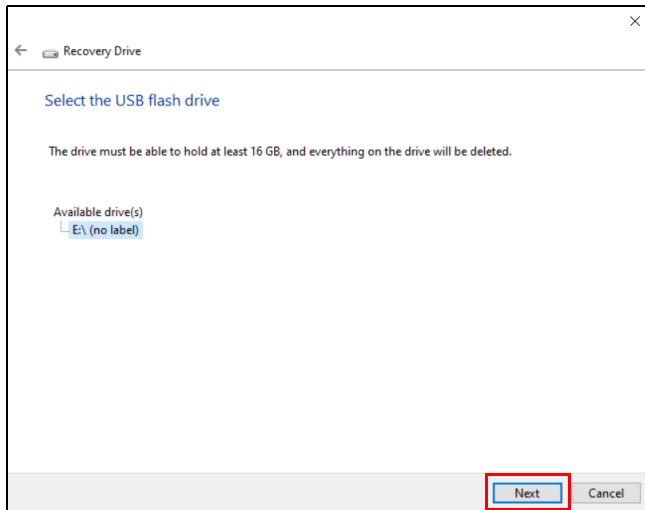 Recovery Drive
Select the USB flash drive
The drive must be able to hold at least 16 GB, and everything on the drive will be deleted.
Available drive(s)
E:\ (no label)
Next Cancel